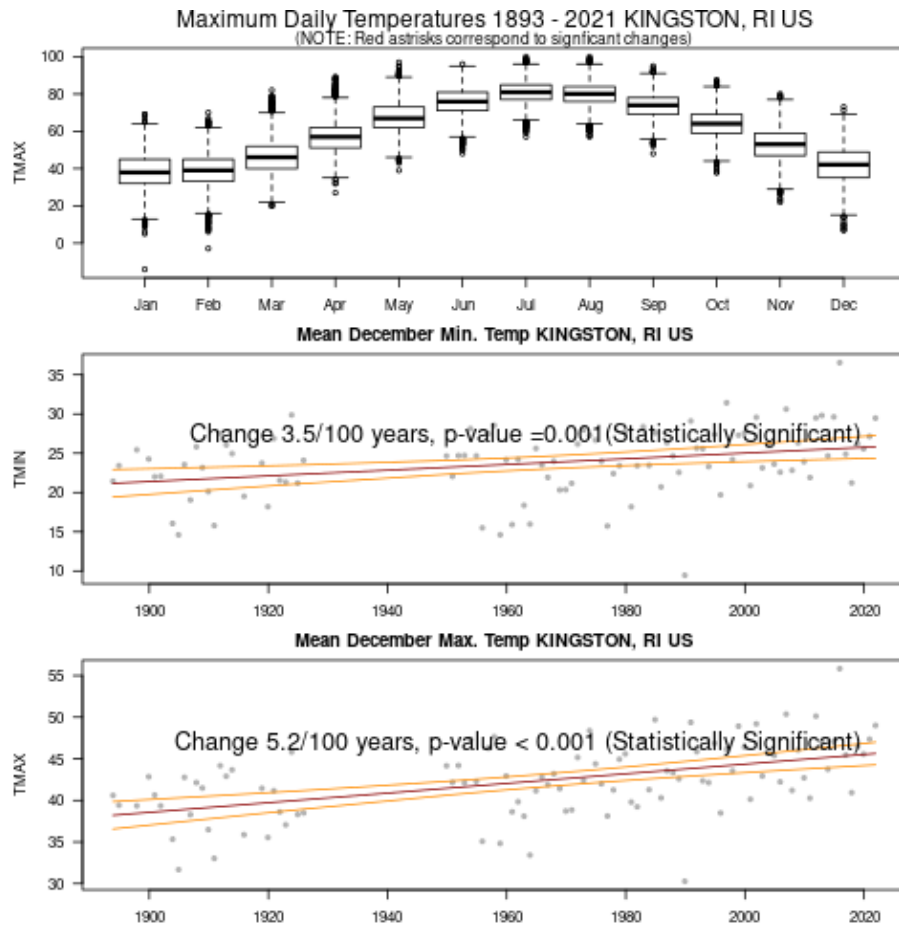 Maximum Daily Temperatures 1893 - 2021 KINGSTON, RI US
(NOTE: Red astrisks correspond to signficant changes)
TMAX
100
80
60
40
20
0
Jan Feb Mar Apr May Jun Jul Aug Sep Oct Nov Dec
Mean December Min. Temp KINGSTON, RI US
TMIN
35
30
25
20
15
10
Change 3.5/100 years, p-value =0.001(Statistically Significant)
1900 1920 1940 1960 1980 2000 2020
Mean December Max. Temp KINGSTON, RI US
TMAX
55
50
45
40
35
30
Change 5.2/100 years, p-value < 0.001 (Statistically Significant)
1900 1920 1940 1960 1980 2000 2020